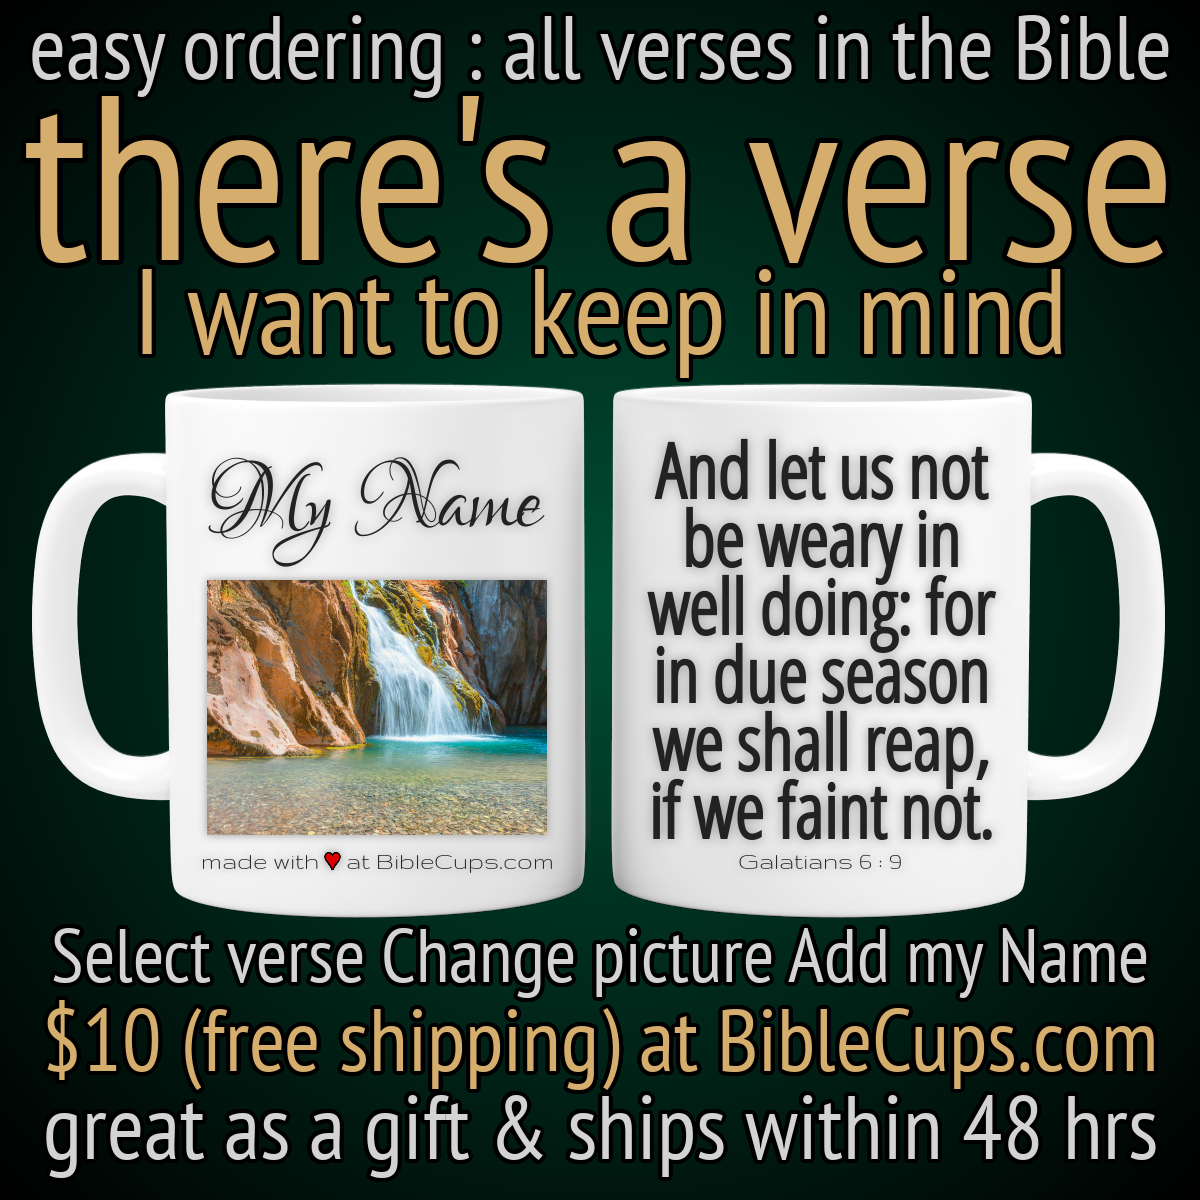 easy ordering : all verses in the Bible
there's a verse
I want to keep in mind
My Name
made with ♥ at BibleCups.com
And let us not
be weary in
well doing: for
in due season
we shall reap,
if we faint not.
Galatians 6 : 9
Select verse Change picture Add my Name
$10 (free shipping) at BibleCups.com
great as a gift & ships within 48 hrs